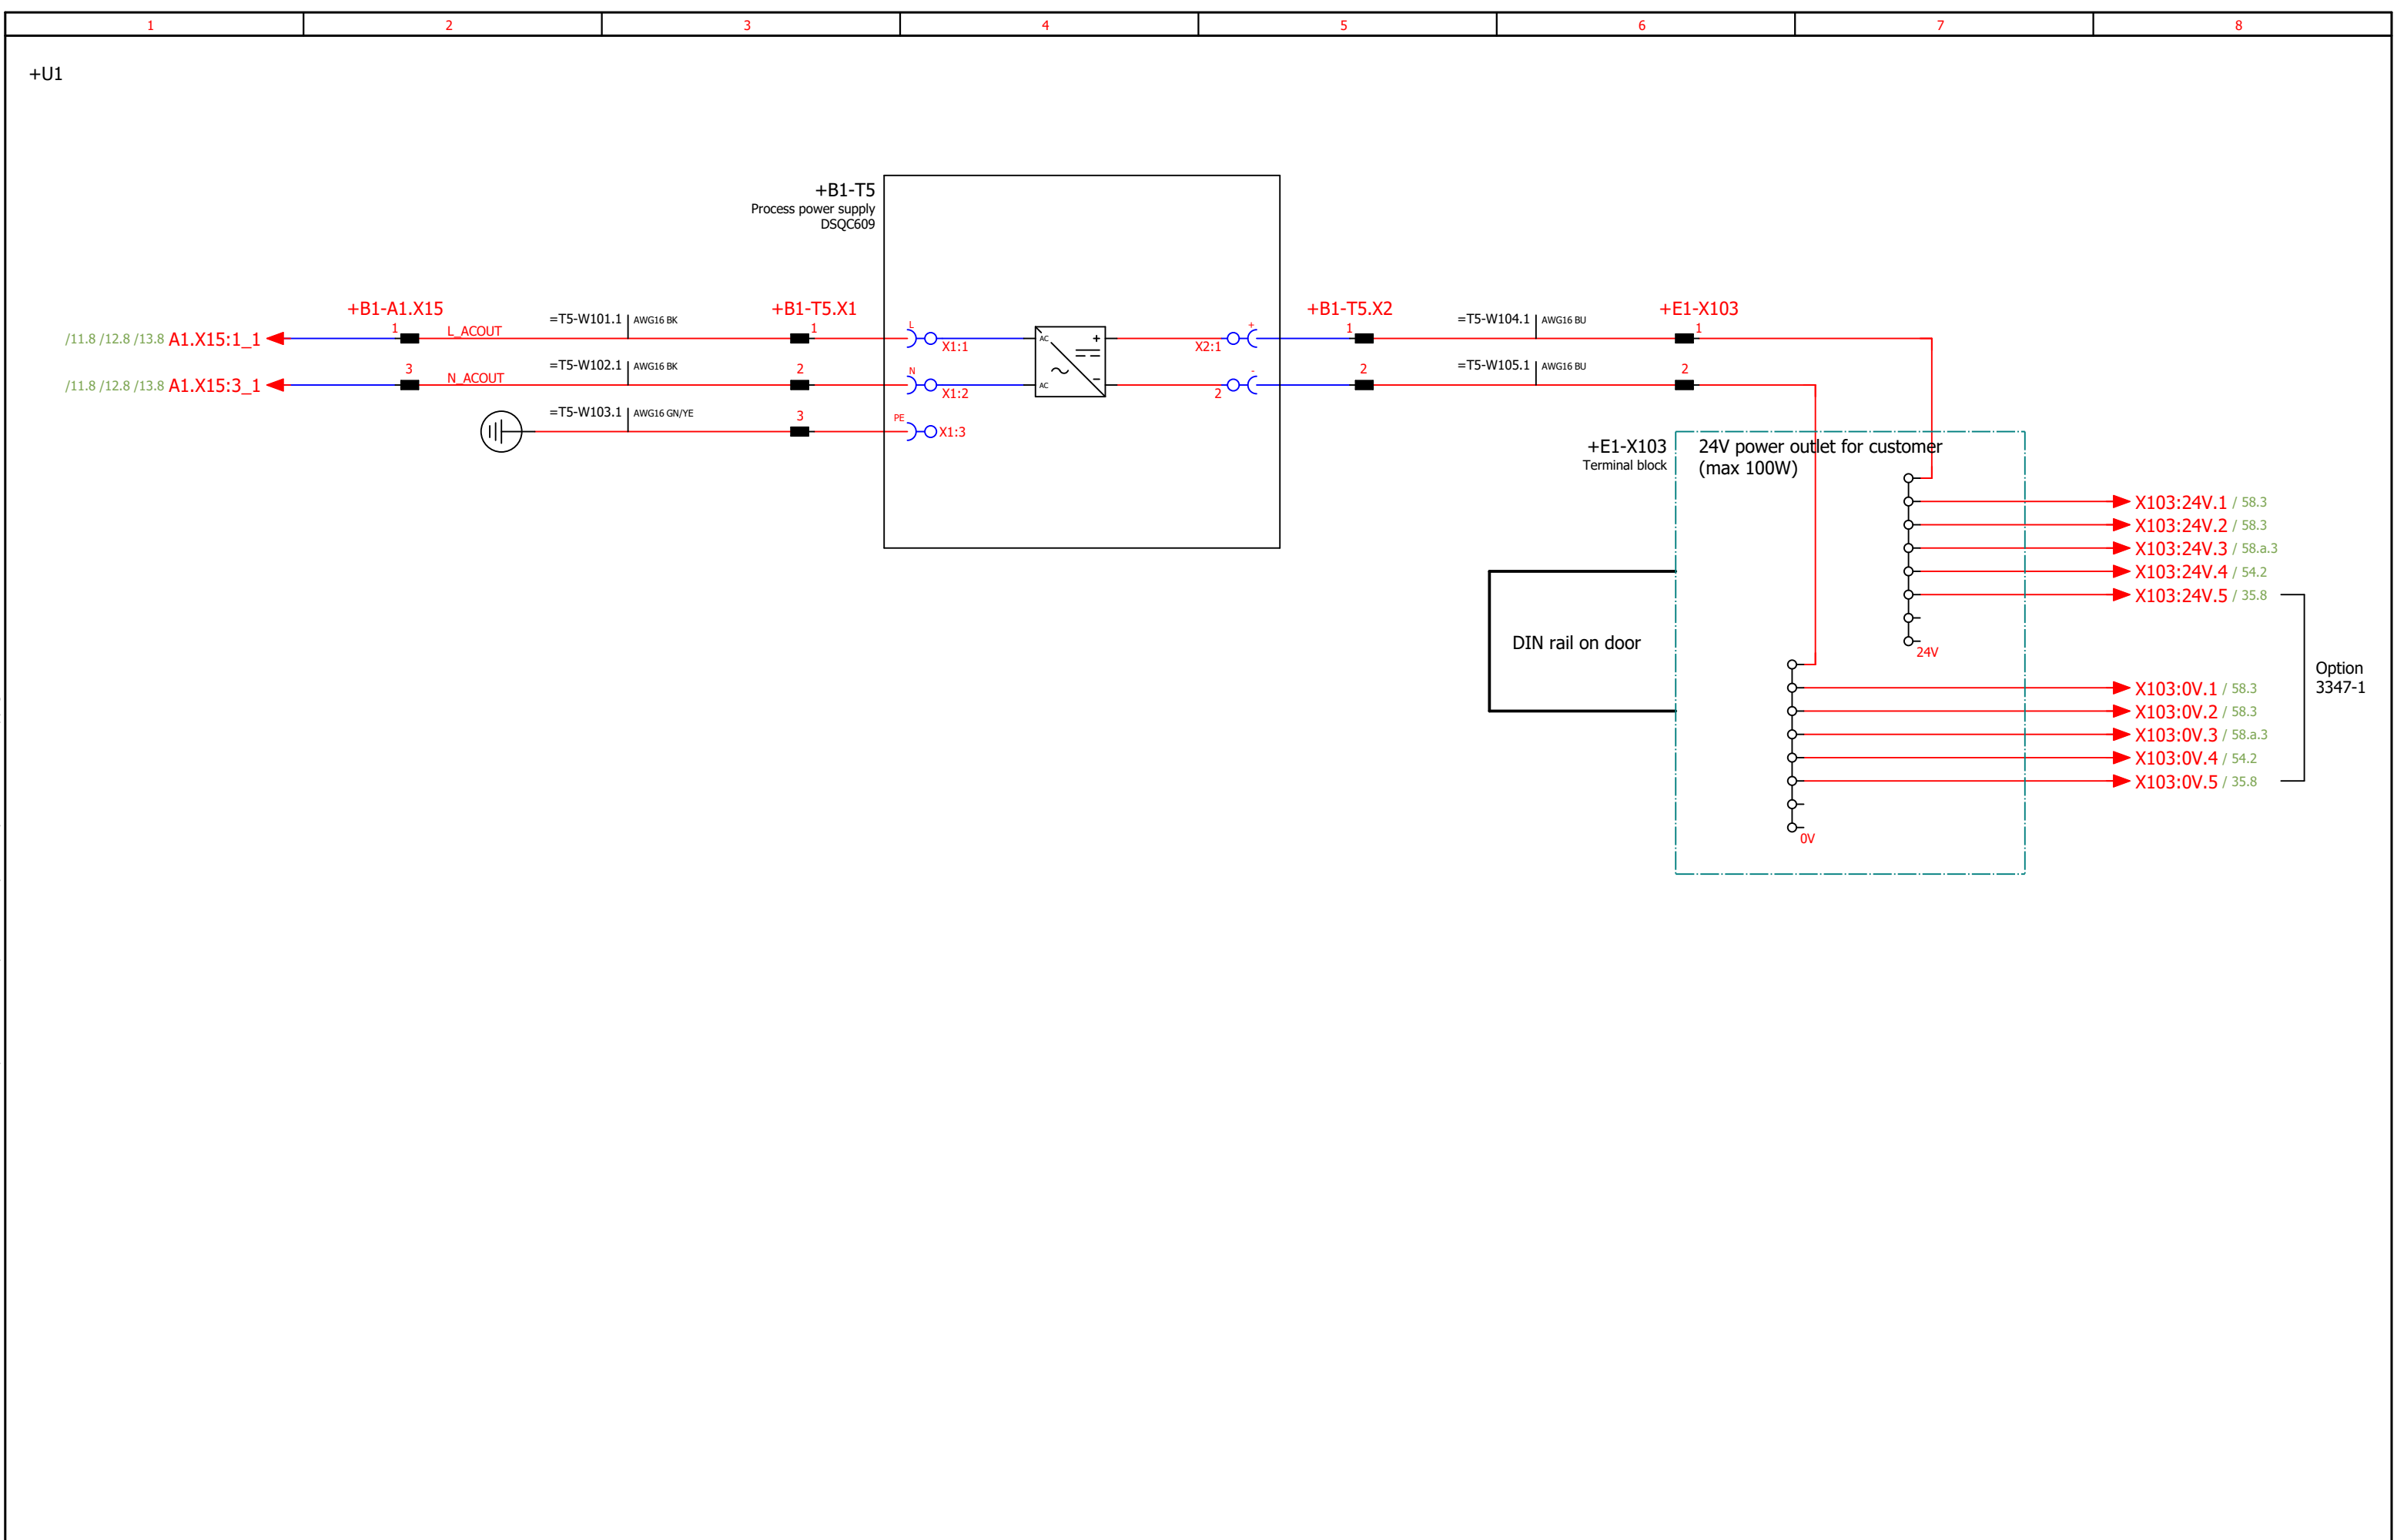 1 2 3 4 5 6 7 8
+U1
+B1-T5
Process power supply
DSQC609
+B1-A1.X15
+B1-T5.X1
+B1-T5.X2
+E1-X103
/11.8 /12.8 /13.8 A1.X15:1_1
1
L_ACOUT
=T5-W101.1 AWG16 BK
1
L
X1:1
AC
+
X2:1
+
1
=T5-W104.1 AWG16 BU
1
/11.8 /12.8 /13.8 A1.X15:3_1
3
N_ACOUT
=T5-W102.1 AWG16 BK
2
N
X1:2
AC
-
2
-
2
=T5-W105.1 AWG16 BU
2
=T5-W103.1 AWG16 GN/YE
3
PE
X1:3
+E1-X103
Terminal block
24V power outlet for customer
(max 100W)
X103:24V.1 / 58.3
X103:24V.2 / 58.3
X103:24V.3 / 58.a.3
X103:24V.4 / 54.2
X103:24V.5 / 35.8
DIN rail on door
24V
Option
3347-1
X103:0V.1 / 58.3
X103:0V.2 / 58.3
X103:0V.3 / 58.a.3
X103:0V.4 / 54.2
X103:0V.5 / 35.8
0V